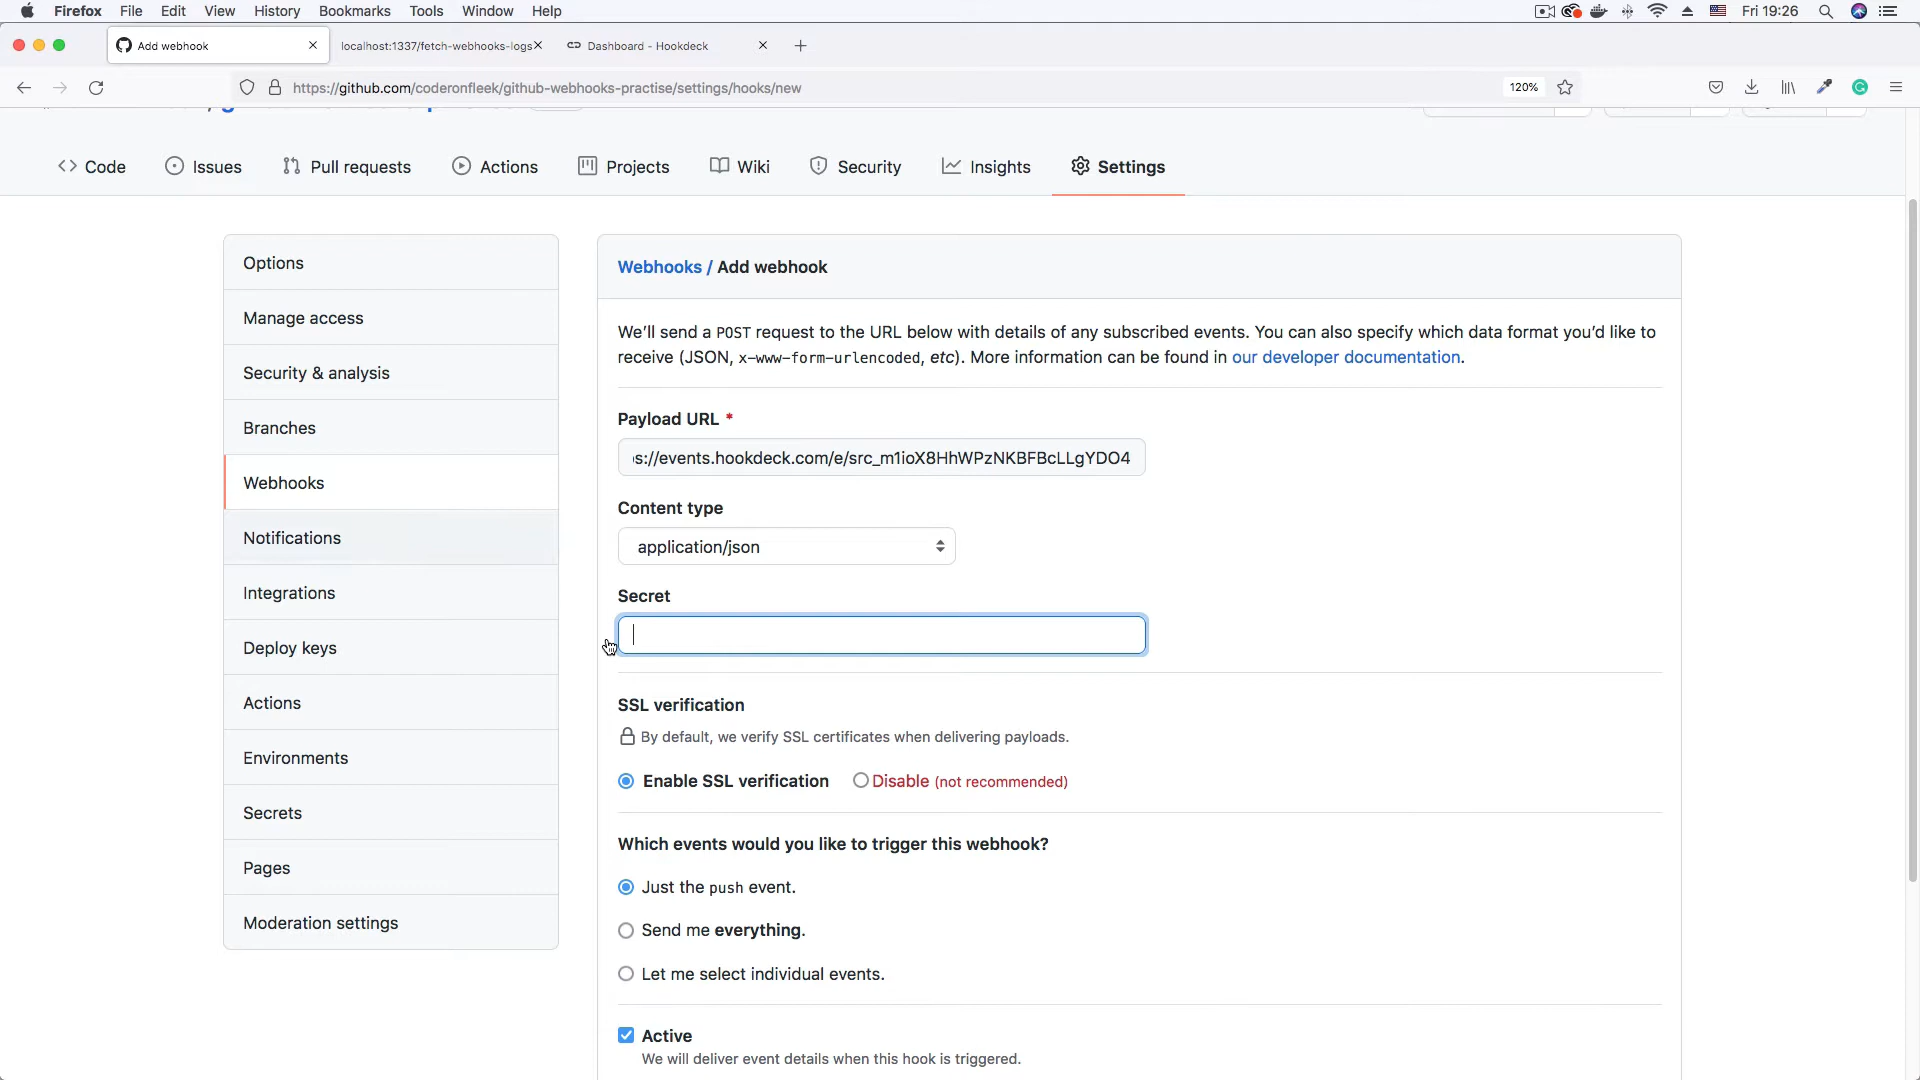 Firefox File Edit View History Bookmarks Tools Window Help Fri 19:26
Add webhook localhost:1337/fetch-webhooks-logs Dashboard - Hookdeck
https://github.com/coderonfleek/github-webhooks-practise/settings/hooks/new 120%
Code Issues Pull requests Actions Projects Wiki Security Insights Settings
Options
Manage access
Security & analysis
Branches
Webhooks
Notifications
Integrations
Deploy keys
Actions
Environments
Secrets
Pages
Moderation settings
Webhooks / Add webhook
We'll send a POST request to the URL below with details of any subscribed events. You can also specify which data format you'd like to
receive (JSON, x-www-form-urlencoded, etc). More information can be found in our developer documentation.
Payload URL *
s://events.hookdeck.com/e/src_m1ioX8HhWPzNKBFBcLLgYDO4
Content type
application/json
Secret
SSL verification
By default, we verify SSL certificates when delivering payloads.
Enable SSL verification Disable (not recommended)
Which events would you like to trigger this webhook?
Just the push event.
Send me everything.
Let me select individual events.
Active
We will deliver event details when this hook is triggered.